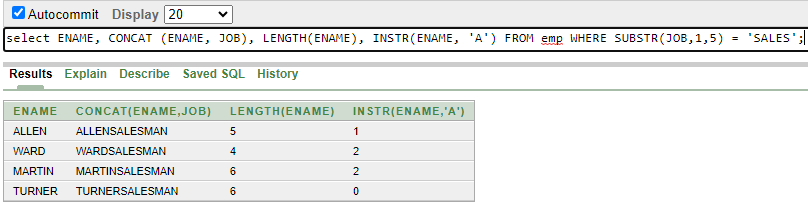 Autocommit Display 20
select ENAME, CONCAT (ENAME, JOB), LENGTH(ENAME), INSTR(ENAME, 'A') FROM emp WHERE SUBSTR(JOB,1,5) = 'SALES';
Results Explain Describe Saved SQL History
ENAME CONCAT(ENAME,JOB) LENGTH(ENAME) INSTR(ENAME,'A')
ALLEN ALLENSALESMAN 5 1
WARD WARDSALESMAN 4 2
MARTIN MARTINSALESMAN 6 2
TURNER TURNERSALESMAN 6 0